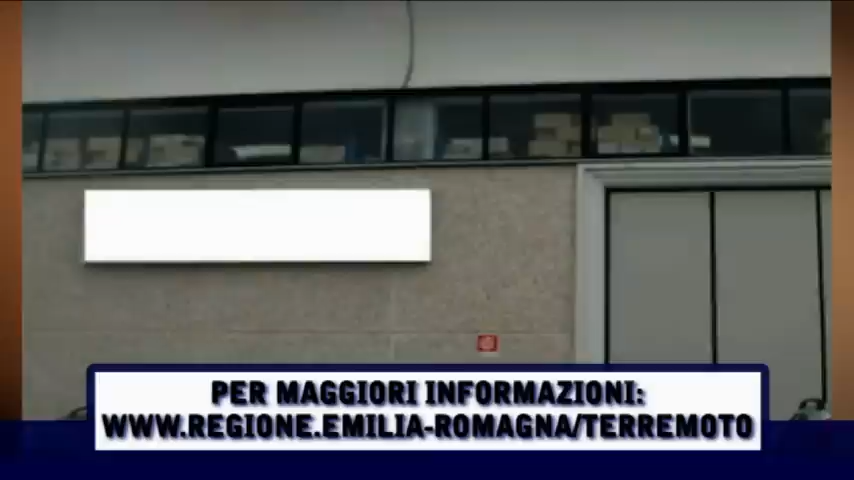 PER MAGGIORI INFORMAZIONI:
WWW.REGIONE.EMILIA-ROMAGNA/TERREMOTO